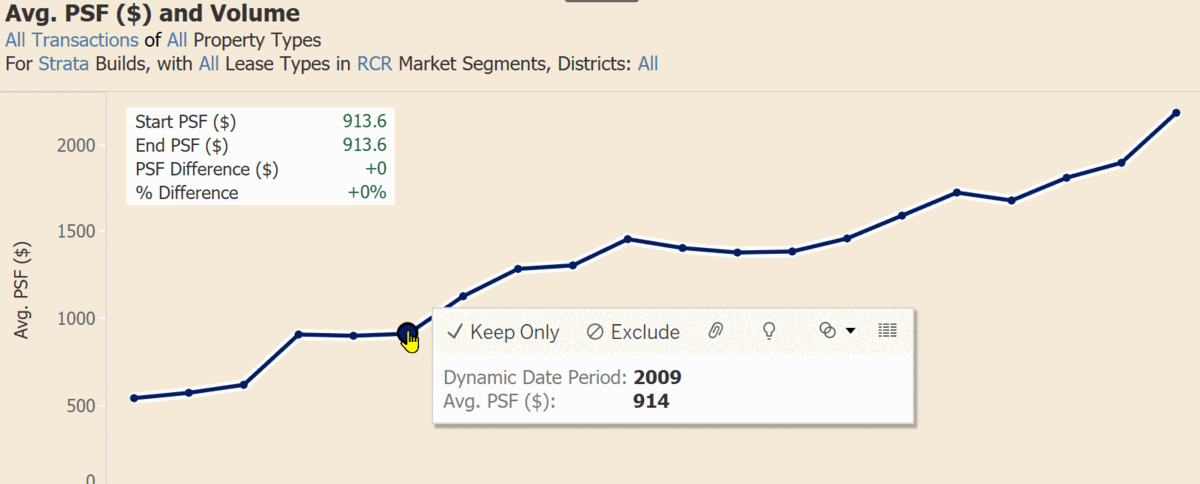 Avg. PSF ($) and Volume
All Transactions of All Property Types
For Strata Builds, with All Lease Types in RCR Market Segments, Districts: All
Start PSF ($) 913.6
End PSF ($) 913.6
PSF Difference ($) +0
% Difference +0%
2000
1500
1000
500
0
Avg. PSF ($)
Keep Only Exclude
Dynamic Date Period: 2009
Avg. PSF ($): 914